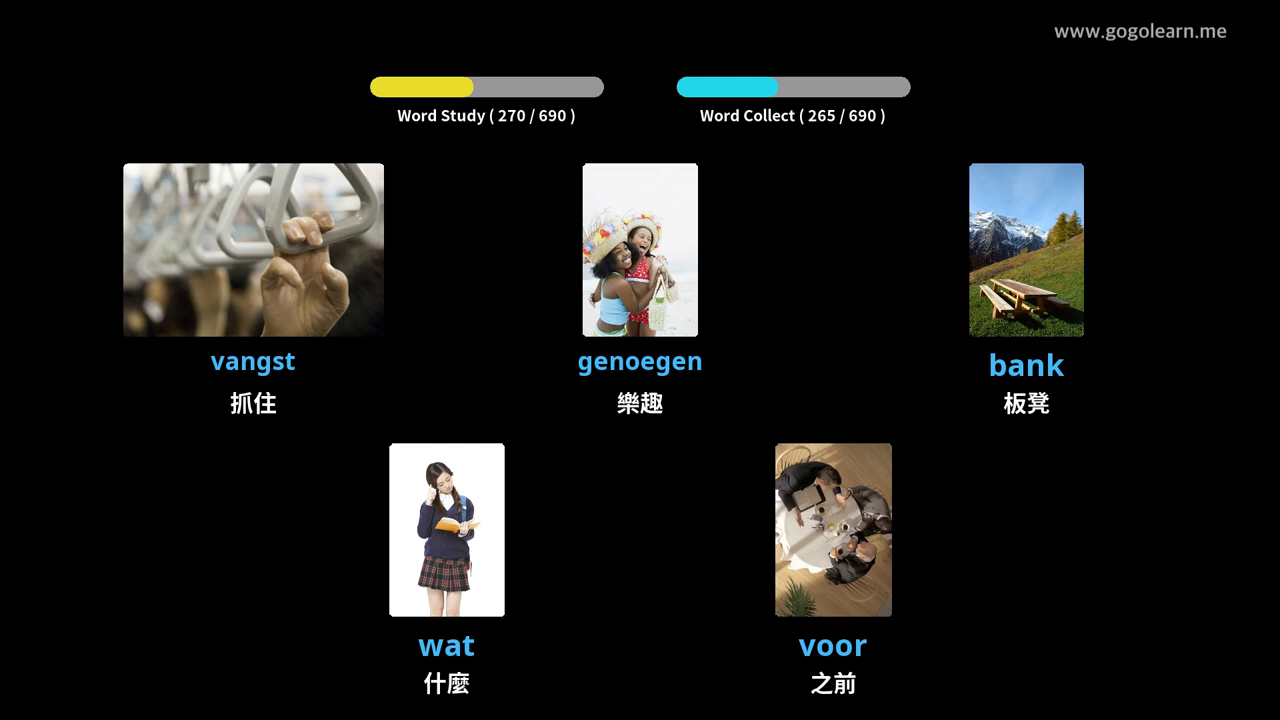 www.gogolearn.me
Word Study ( 270 / 690 )
Word Collect ( 265 / 690 )
vangst
抓住
genoegen
樂趣
bank
板凳
wat
什麼
voor
之前